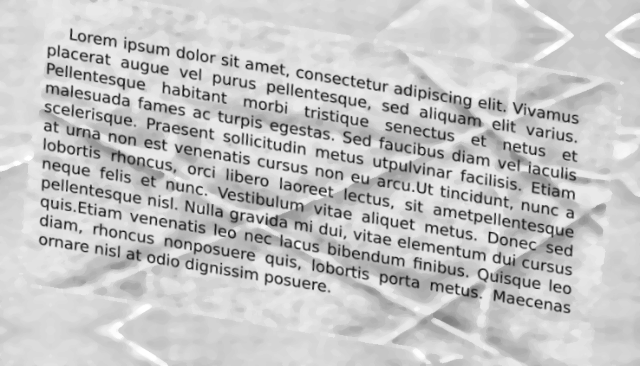 Lorem ipsum dolor sit amet, consectetur adipiscing elit. Vivamus
placerat augue vel purus pellentesque, sed aliquam elit varius.
Pellentesque habitant morbi tristique senectus et netus et
malesuada fames ac turpis egestas. Sed faucibus diam vel iaculis
scelerisque. Praesent sollicitudin metus utpulvinar facilisis. Etiam
at urna non est venenatis cursus non eu arcu.Ut tincidunt, nunc a
lobortis rhoncus, orci libero laoreet lectus, sit ametpellentesque
neque felis et nunc. Vestibulum vitae aliquet metus. Donec sed
pellentesque nisl. Nulla gravida mi dui, vitae elementum dui cursus
quis.Etiam venenatis leo nec lacus bibendum finibus. Quisque leo
diam, rhoncus nonposuere quis, lobortis porta metus. Maecenas
ornare nisl at odio dignissim posuere.